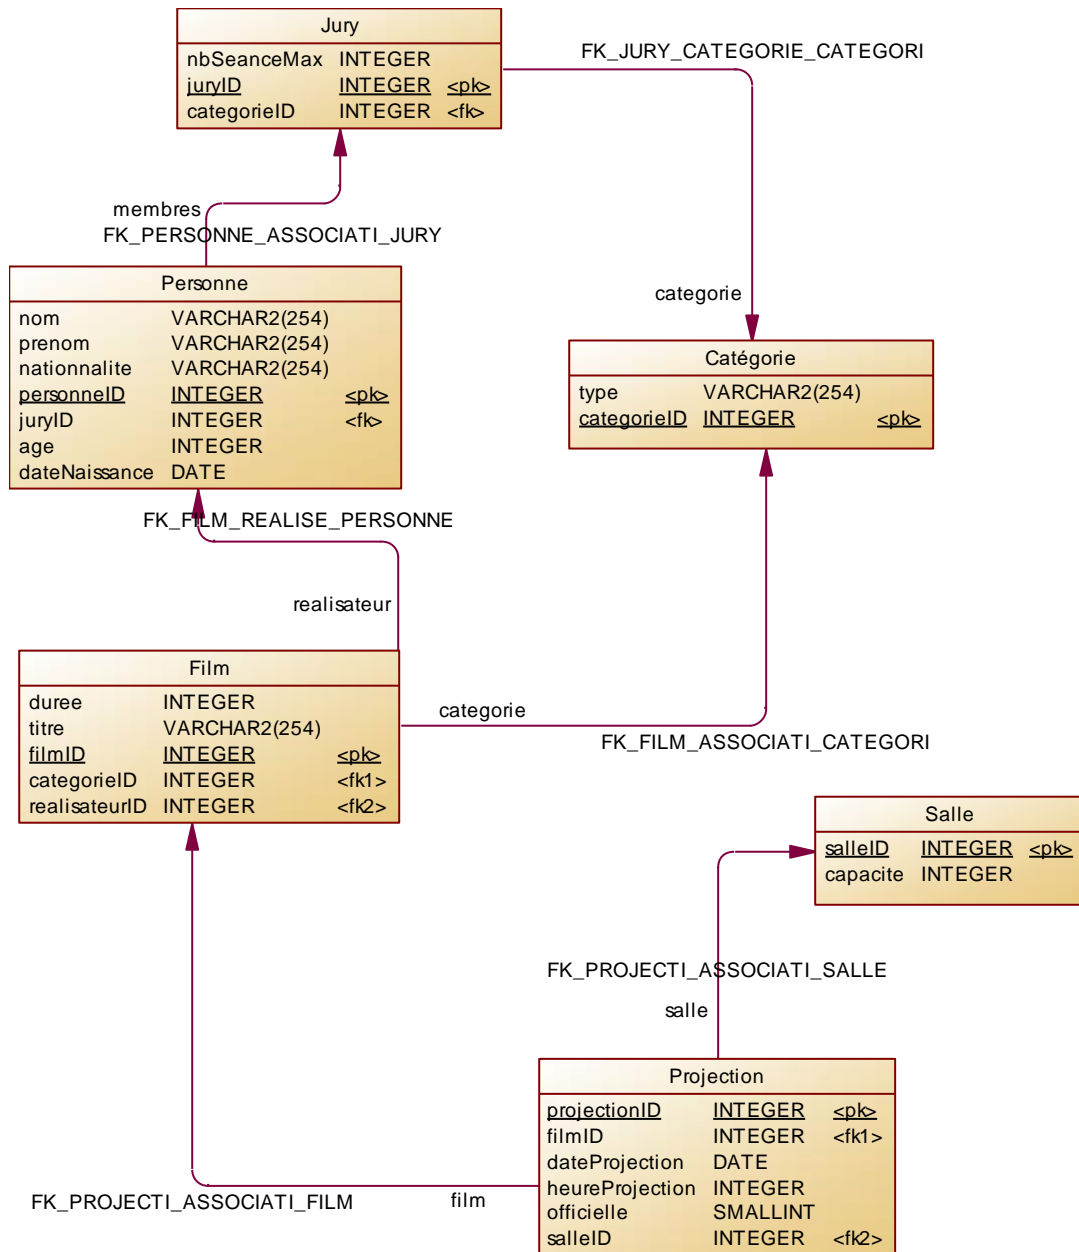 Jury
nbSeanceMax INTEGER
juryID INTEGER <pk>
categorieID INTEGER <fk>
FK_JURY_CATEGORIE_CATEGORI
membres
FK_PERSONNE_ASSOCIATI_JURY
Personne
nom VARCHAR2(254)
prenom VARCHAR2(254)
nationnalite VARCHAR2(254)
personneID INTEGER <pk>
juryID INTEGER <fk>
age INTEGER
dateNaissance DATE
categorie
Catégorie
type VARCHAR2(254)
categorieID INTEGER <pk>
FK_FILM_REALISE_PERSONNE
realisateur
Film
duree INTEGER
titre VARCHAR2(254)
filmID INTEGER <pk>
categorieID INTEGER <fk1>
realisateurID INTEGER <fk2>
categorie
FK_FILM_ASSOCIATI_CATEGORI
Salle
salleID INTEGER <pk>
capacite INTEGER
FK_PROJECTI_ASSOCIATI_SALLE
salle
Projection
projectionID INTEGER <pk>
filmID INTEGER <fk1>
dateProjection DATE
heureProjection INTEGER
officielle SMALLINT
salleID INTEGER <fk2>
FK_PROJECTI_ASSOCIATI_FILM
film